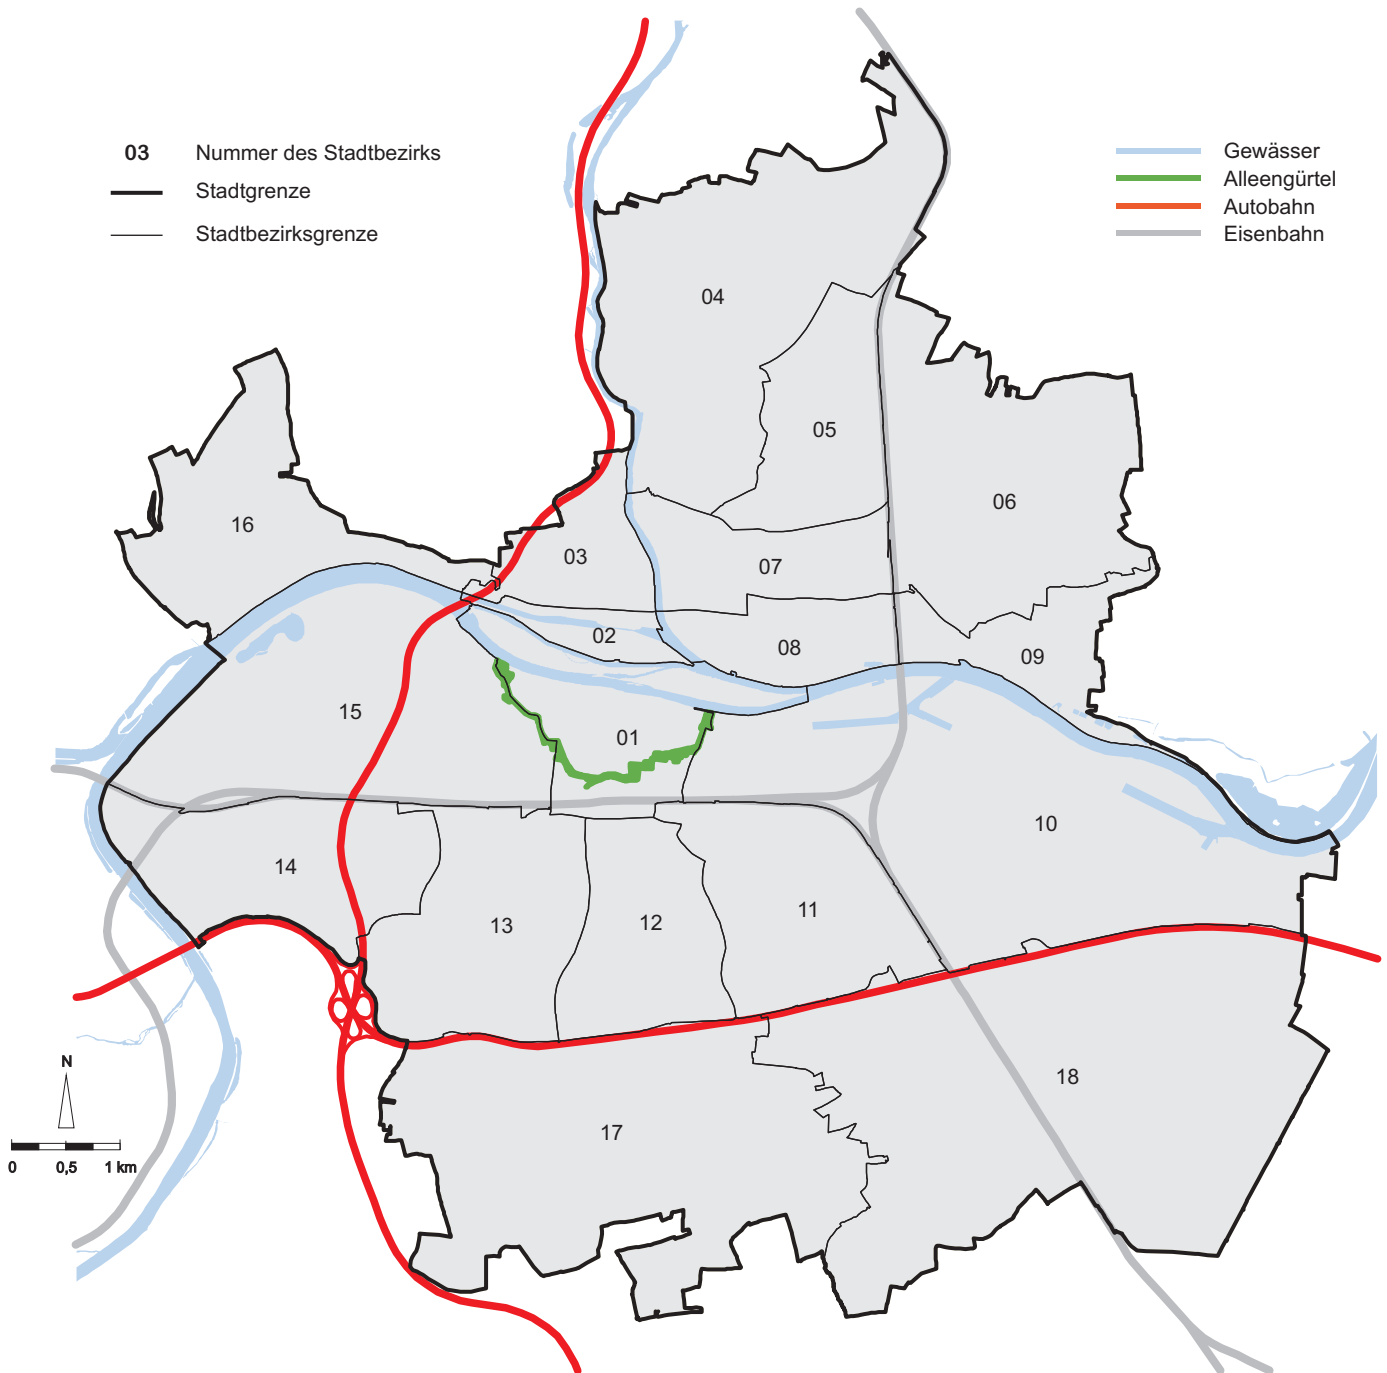 03 Nummer des Stadtbezirks
Stadtgrenze
Stadtbezirksgrenze
Gewässer
Alleengürtel
Autobahn
Eisenbahn
04
05
06
16
03
07
02
08
09
15
01
10
14
13
12
11
18
17
N
0 0,5 1 km